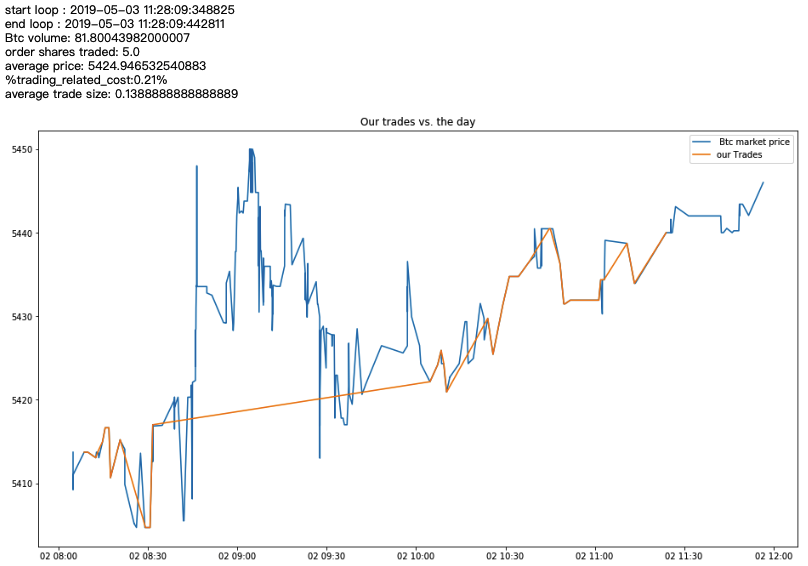 start loop : 2019-05-03 11:28:09:348825
end loop : 2019-05-03 11:28:09:442811
Btc volume: 81.80043982000007
order shares traded: 5.0
average price: 5424.946532540883
%trading_related_cost:0.21%
average trade size: 0.1388888888888889
Our trades vs. the day
Btc market price
our Trades
5450
5440
5430
5420
5410
02 08:00 02 08:30 02 09:00 02 09:30 02 10:00 02 10:30 02 11:00 02 11:30 02 12:00